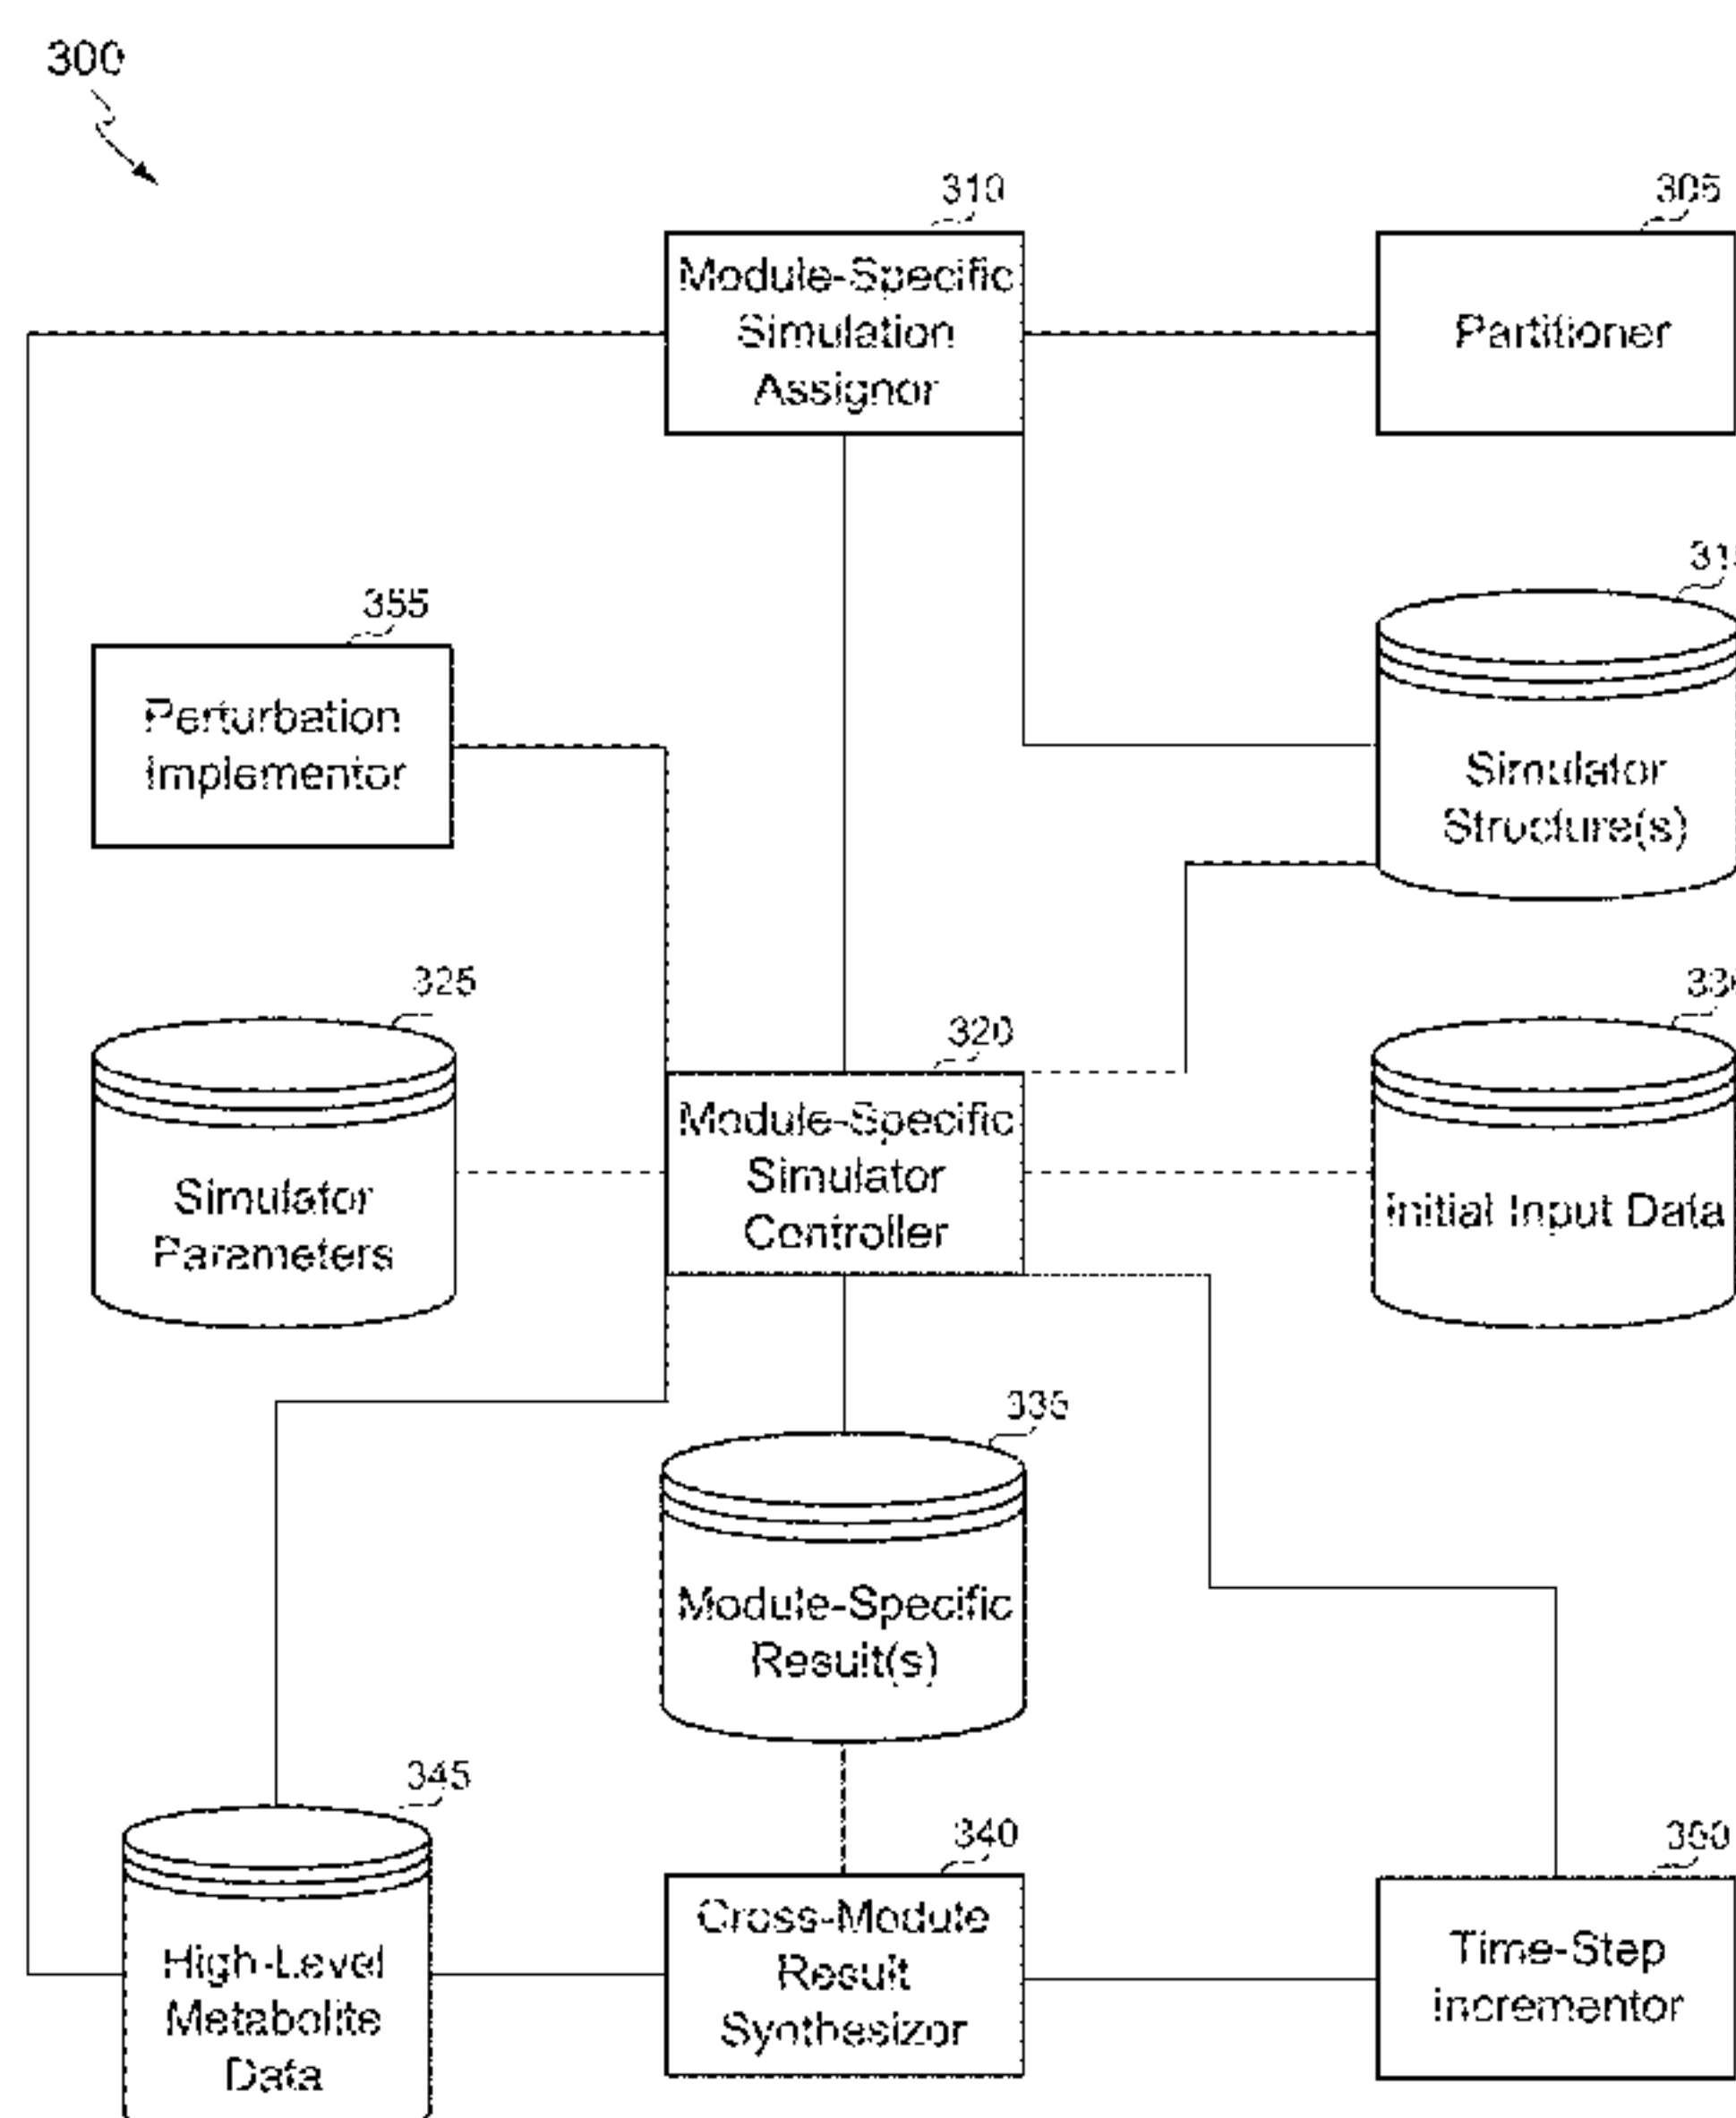 300
310
305
Module-Specific
Simulation
Assignor
Partitioner
355
Perturbation
Implementor
Simulator
Structure(s)
325
320
Simulator
Parameters
Module-Specific
Simulator
Controller
Initial Input Data
335
Module-Specific
Result(s)
345
340
350
High-Level
Metabolite
Data
Cross-Module
Result
Synthesizor
Time-Step
Incrementor